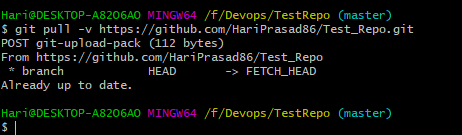 Hari@DESKTOP-A82O6AO MINGW64 /f/Devops/TestRepo (master)
$ git pull -v https://github.com/HariPrasad86/Test_Repo.git
POST git-upload-pack (112 bytes)
From https://github.com/HariPrasad86/Test_Repo
 * branch            HEAD       -> FETCH_HEAD
Already up to date.
Hari@DESKTOP-A82O6AO MINGW64 /f/Devops/TestRepo (master)
$